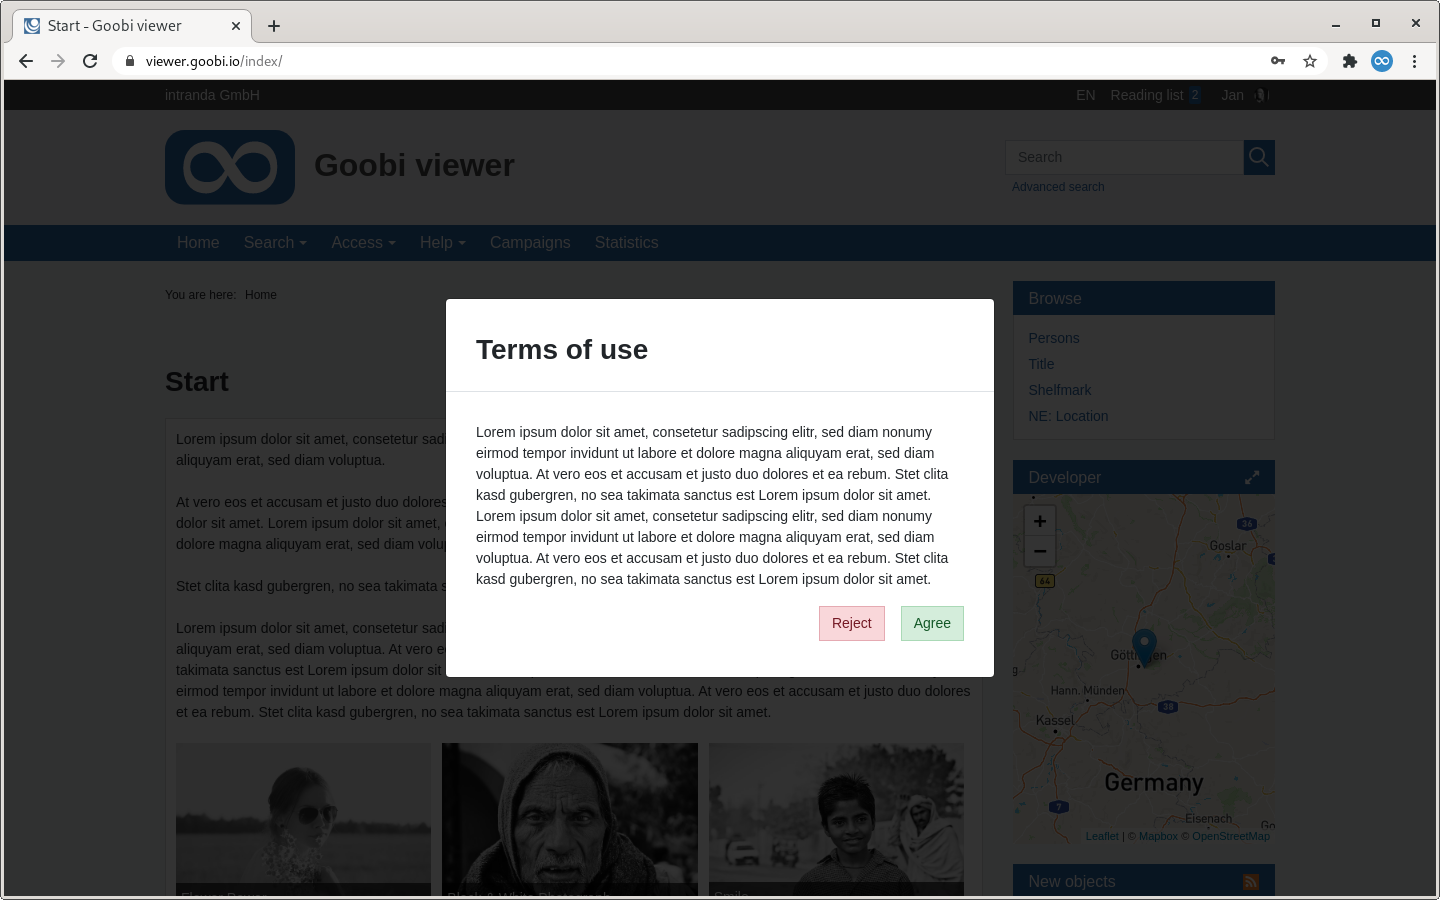 Start - Goobi viewer
viewer.goobi.io/index/
intranda GmbH
EN Reading list 2 Jan
Goobi viewer
Search
Advanced search
Home Search Access Help Campaigns Statistics
You are here: Home
Start
Lorem ipsum dolor sit amet, consetetur
aliquyam erat, sed diam voluptua.
At vero eos et accusam et justo duo dolores
dolor sit amet. Lorem ipsum dolor sit amet,
dolore magna aliquyam erat, sed diam
Stet clita kasd gubergren, no sea takimata
Lorem ipsum dolor sit amet, consetetur
aliquyam erat, sed diam voluptua. At vero
takimata sanctus est Lorem ipsum dolor sit
eirmod tempor invidunt ut labore et dolore magna aliquyam erat, sed diam voluptua. At vero eos et accusam et justo duo dolores
et ea rebum. Stet clita kasd gubergren, no sea takimata sanctus est Lorem ipsum dolor sit amet.
Terms of use
Lorem ipsum dolor sit amet, consetetur sadipscing elitr, sed diam nonumy
eirmod tempor invidunt ut labore et dolore magna aliquyam erat, sed diam
voluptua. At vero eos et accusam et justo duo dolores et ea rebum. Stet clita
kasd gubergren, no sea takimata sanctus est Lorem ipsum dolor sit amet.
Lorem ipsum dolor sit amet, consetetur sadipscing elitr, sed diam nonumy
eirmod tempor invidunt ut labore et dolore magna aliquyam erat, sed diam
voluptua. At vero eos et accusam et justo duo dolores et ea rebum. Stet clita
kasd gubergren, no sea takimata sanctus est Lorem ipsum dolor sit amet.
Reject Agree
Browse
Persons
Title
Shelfmark
NE: Location
Developer
+
−
36
Goslar
44
Hann. Münden
38
Kassel
Germany
7
Eisenach
Leaflet | © Mapbox © OpenStreetMap
New objects